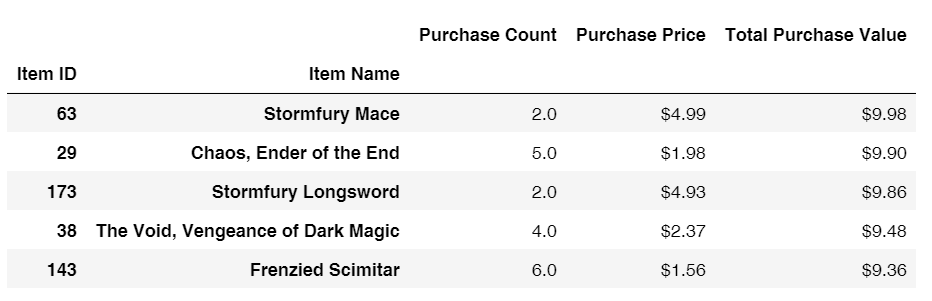 Purchase Count Purchase Price Total Purchase Value
Item ID Item Name
63 Stormfury Mace 2.0 $4.99 $9.98
29 Chaos, Ender of the End 5.0 $1.98 $9.90
173 Stormfury Longsword 2.0 $4.93 $9.86
38 The Void, Vengeance of Dark Magic 4.0 $2.37 $9.48
143 Frenzied Scimitar 6.0 $1.56 $9.36